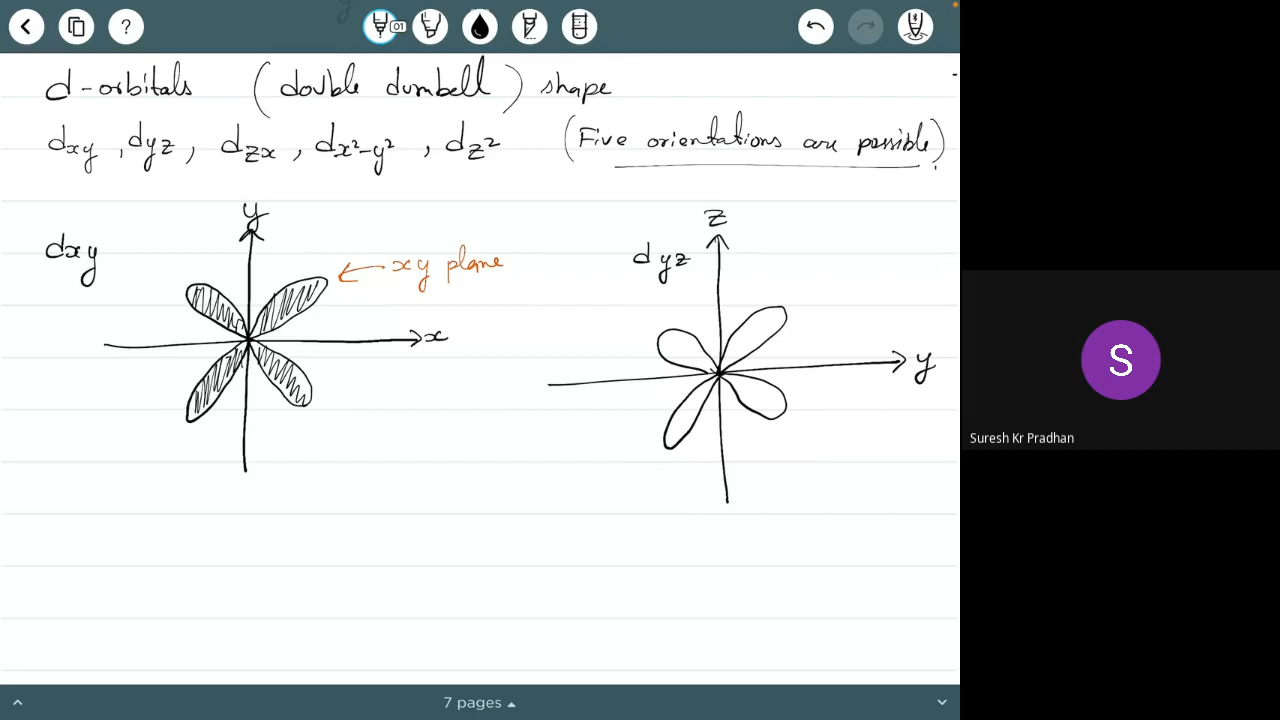 ?
01
d-orbitals (double dumbell) shape
dxy, dyz, dzx, dx²-y², dz² (Five orientations are possible)
y
z
dxy
xy plane
dyz
x
y
S
Suresh Kr Pradhan
7 pages